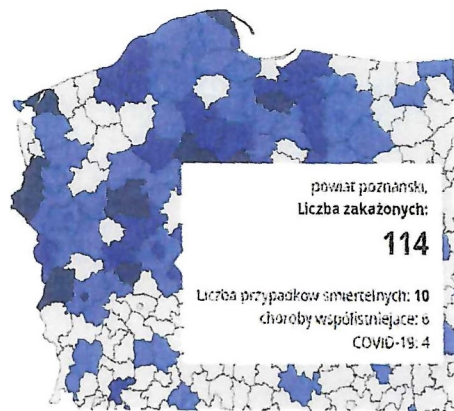 powiat poznański,
Liczba zakażonych:
114
Liczba przypadków śmiertelnych: 10
choroby współistniejące: 6
COVID-19: 4